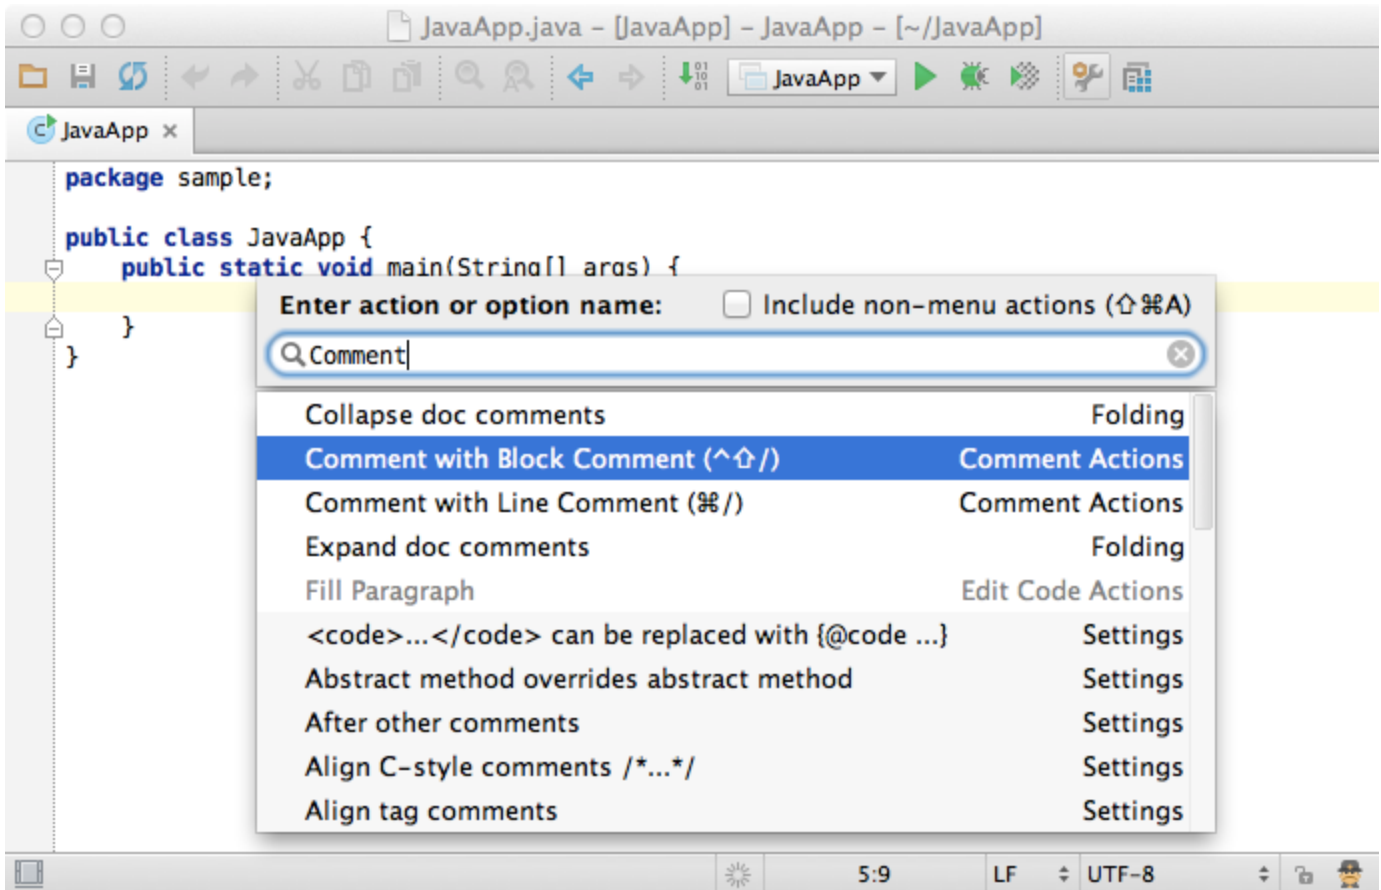 JavaApp.java – [JavaApp] – JavaApp – [~/JavaApp]
JavaApp
JavaApp
package sample;
public class JavaApp {
public static void main(String[] args) {
Enter action or option name: Include non-menu actions (⇧⌘A)
Comment
}
}
Collapse doc comments Folding
Comment with Block Comment (^⇧/) Comment Actions
Comment with Line Comment (⌘/) Comment Actions
Expand doc comments Folding
Fill Paragraph Edit Code Actions
<code>...</code> can be replaced with {@code ...} Settings
Abstract method overrides abstract method Settings
After other comments Settings
Align C-style comments /*...*/ Settings
Align tag comments Settings
5:9 LF UTF-8